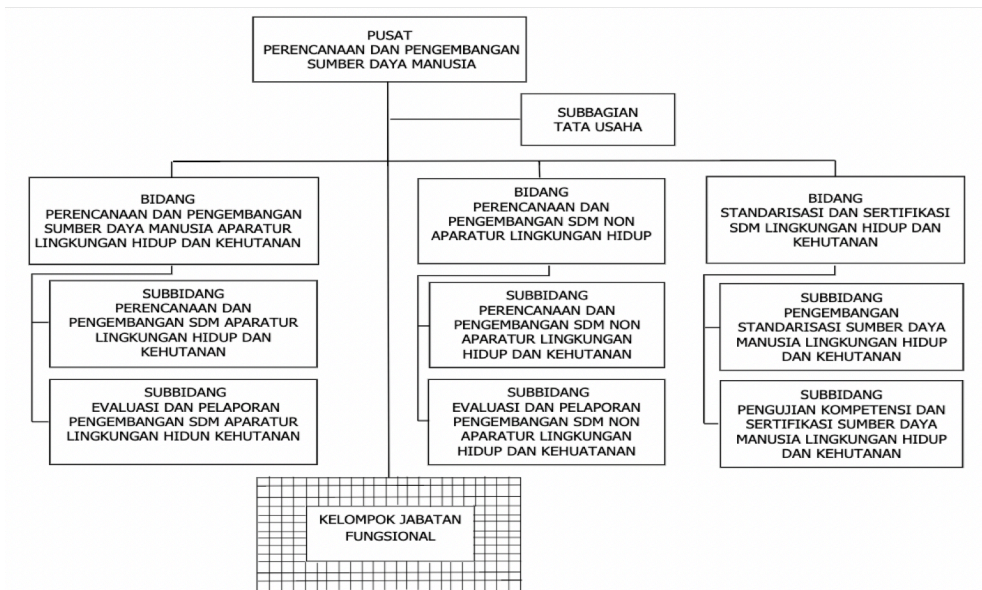 PUSAT
PERENCANAAN DAN PENGEMBANGAN
SUMBER DAYA MANUSIA
SUBBAGIAN
TATA USAHA
BIDANG
PERENCANAAN DAN PENGEMBANGAN
SUMBER DAYA MANUSIA APARATUR
LINGKUNGAN HIDUP DAN KEHUTANAN
BIDANG
PERENCANAAN DAN
PENGEMBANGAN SDM NON
APARATUR LINGKUNGAN HIDUP
BIDANG
STANDARISASI DAN SERTIFIKASI
SDM LINGKUNGAN HIDUP DAN
KEHUTANAN
SUBBIDANG
PERENCANAAN DAN
PENGEMBANGAN SDM APARATUR
LINGKUNGAN HIDUP DAN
KEHUTANAN
SUBBIDANG
PERENCANAAN DAN
PENGEMBANGAN SDM NON
APARATUR LINGKUNGAN
HIDUP DAN KEHUTANAN
SUBBIDANG
PENGEMBANGAN
STANDARISASI SUMBER DAYA
MANUSIA LINGKUNGAN HIDUP
DAN KEHUTANAN
SUBBIDANG
EVALUASI DAN PELAPORAN
PENGEMBANGAN SDM APARATUR
LINGKUNGAN HIDUN KEHUTANAN
SUBBIDANG
EVALUASI DAN PELAPORAN
PENGEMBANGAN SDM NON
APARATUR LINGKUNGAN
HIDUP DAN KEHUATANAN
SUBBIDANG
PENGUJIAN KOMPETENSI DAN
SERTIFIKASI SUMBER DAYA
MANUSIA LINGKUNGAN HIDUP
DAN KEHUTANAN
KELOMPOK JABATAN
FUNGSIONAL